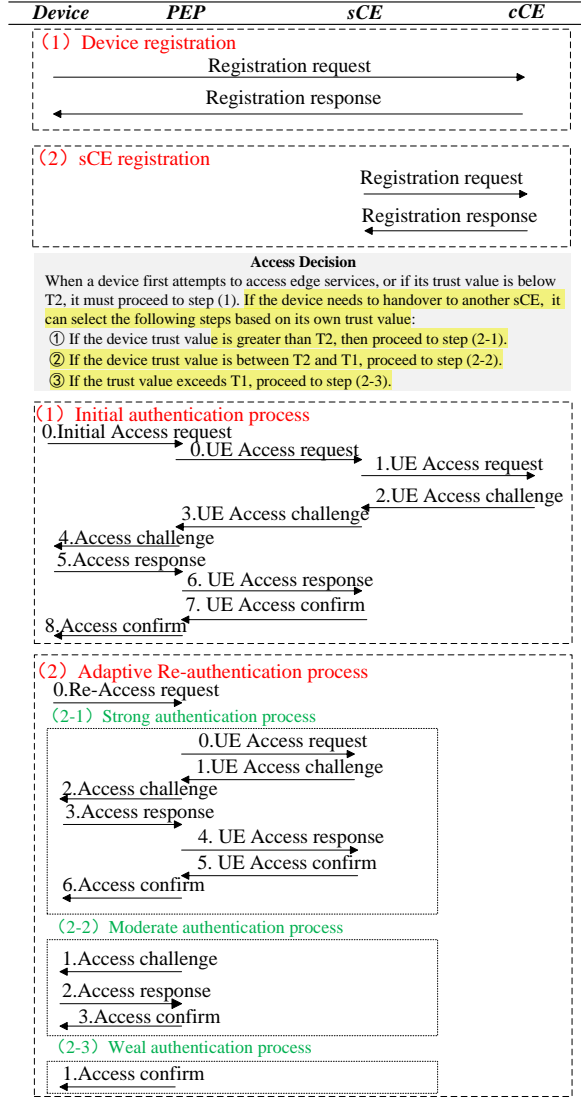 Device PEP sCE cCE
（1）Device registration
Registration request
Registration response
（2）sCE registration
Registration request
Registration response
Access Decision
When a device first attempts to access edge services, or if its trust value is below
T2, it must proceed to step (1). If the device needs to handover to another sCE, it
can select the following steps based on its own trust value:
① If the device trust value is greater than T2, then proceed to step (2-1).
② If the device trust value is between T2 and T1, proceed to step (2-2).
③ If the trust value exceeds T1, proceed to step (2-3).
（1）Initial authentication process
0.Initial Access request
0.UE Access request
1.UE Access request
2.UE Access challenge
3.UE Access challenge
4.Access challenge
5.Access response
6. UE Access response
7. UE Access confirm
8.Access confirm
（2）Adaptive Re-authentication process
0.Re-Access request
（2-1）Strong authentication process
0.UE Access request
1.UE Access challenge
2.Access challenge
3.Access response
4. UE Access response
5. UE Access confirm
6.Access confirm
（2-2）Moderate authentication process
1.Access challenge
2.Access response
3.Access confirm
（2-3）Weal authentication process
1.Access confirm